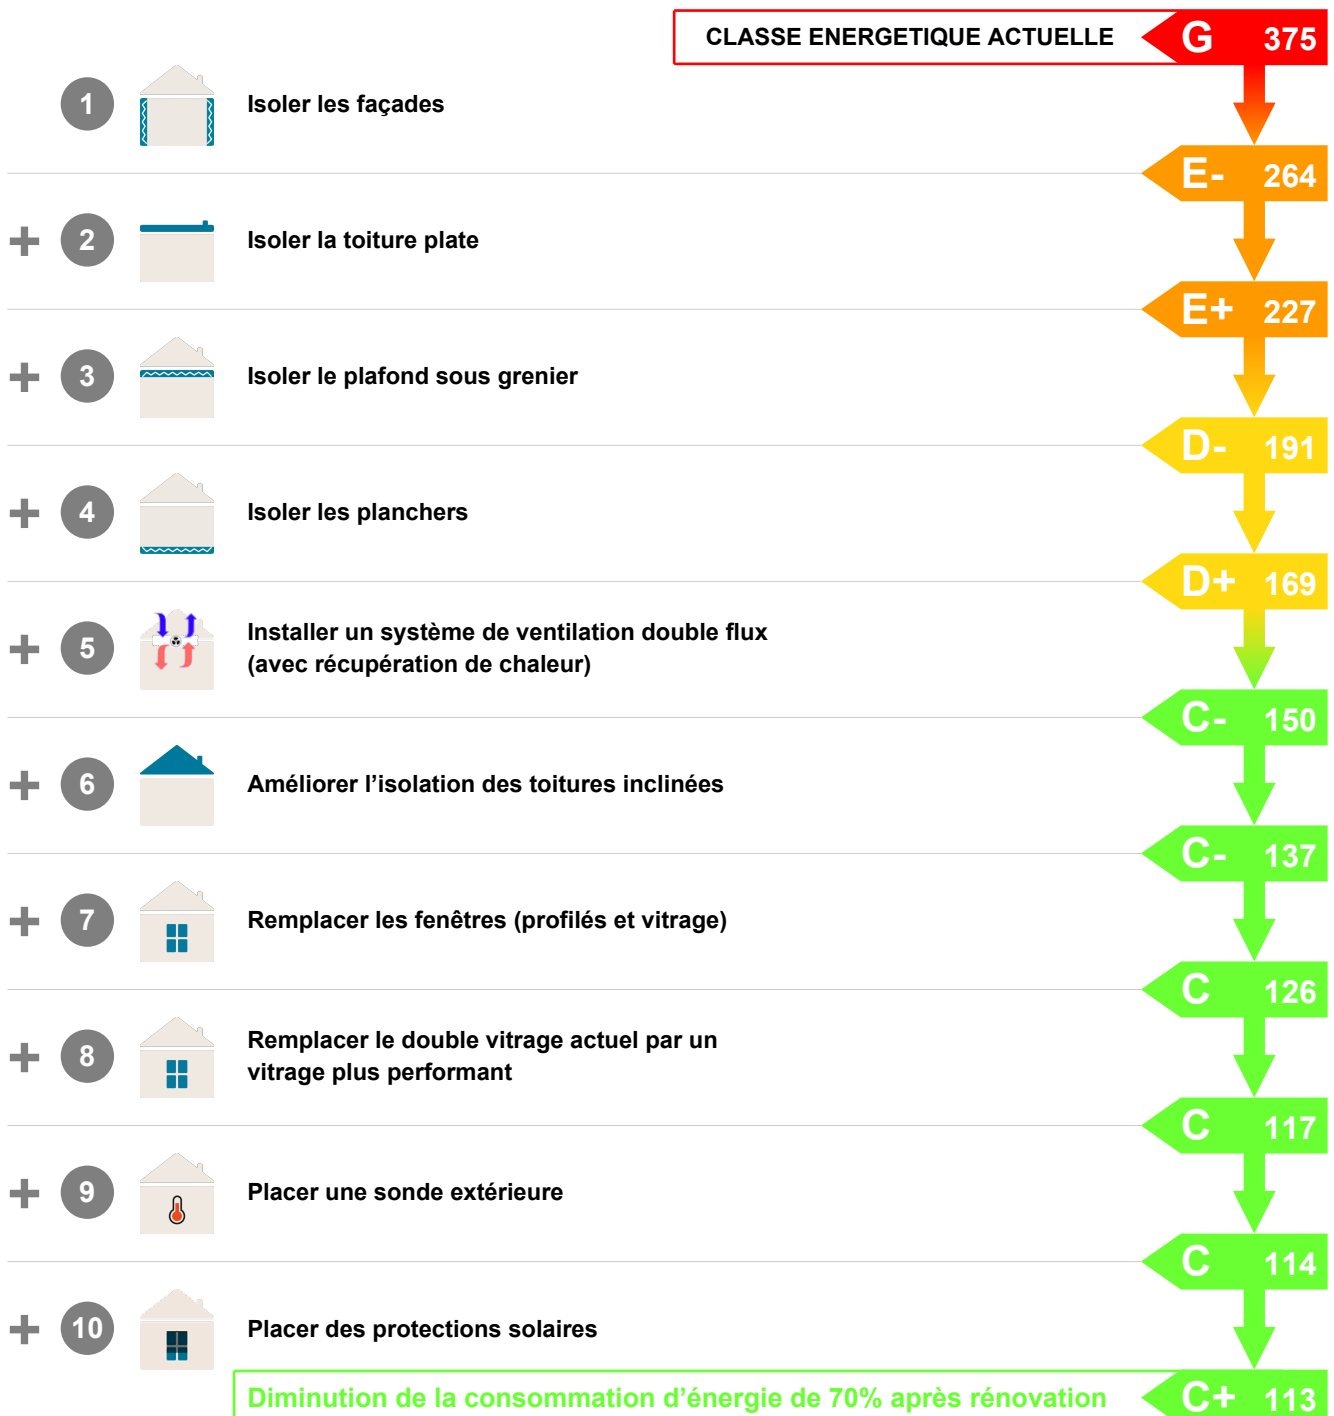 CLASSE ENERGETIQUE ACTUELLE G 375
1 Isoler les façades
E- 264
+ 2 Isoler la toiture plate
E+ 227
+ 3 Isoler le plafond sous grenier
D- 191
+ 4 Isoler les planchers
D+ 169
+ 5 Installer un système de ventilation double flux
(avec récupération de chaleur)
C- 150
+ 6 Améliorer l’isolation des toitures inclinées
C- 137
+ 7 Remplacer les fenêtres (profilés et vitrage)
C 126
+ 8 Remplacer le double vitrage actuel par un
vitrage plus performant
C 117
+ 9 Placer une sonde extérieure
C 114
+ 10 Placer des protections solaires
Diminution de la consommation d’énergie de 70% après rénovation C+ 113